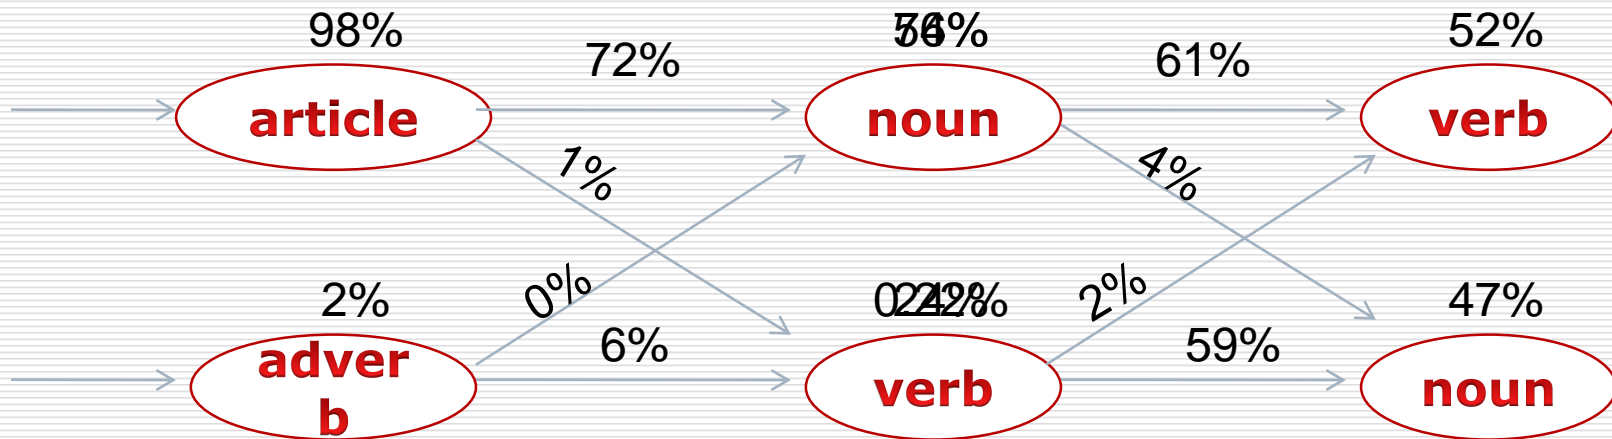 98%
72%
61%
52%
article
noun
verb
1%
4%
0%
2%
2%
47%
6%
59%
adver
b
verb
noun